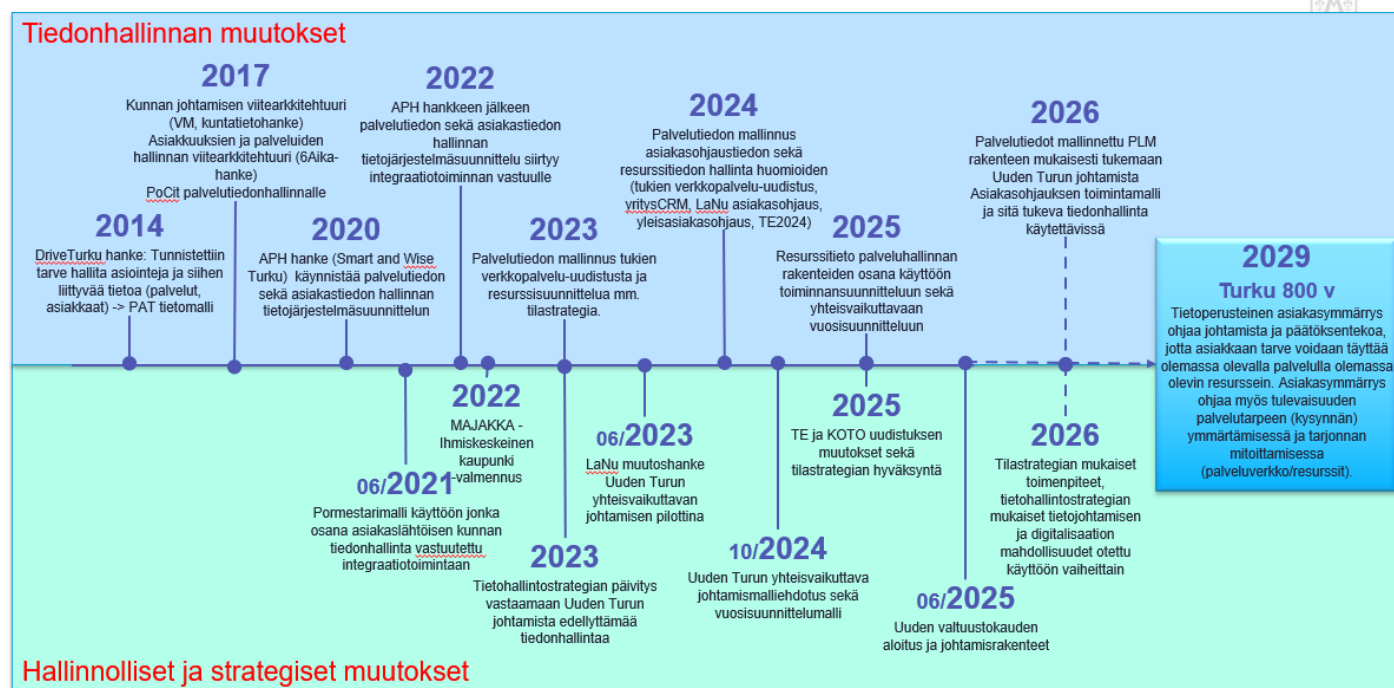 Tiedonhallinnan muutokset
2017
Kunnan johtamisen viitearkkitehtuuri
(VM, kuntatietohanke)
Asiakkuuksien ja palveluiden
hallinnan viitearkkitehtuuri (6Aika-
hanke)
PoCit palvelutiedonhallinnalle
2022
APH hankkeen jälkeen
palvelutiedon sekä asiakastiedon
hallinnan
tietojärjestelmäsuunnittelu siirtyy
integraatiotoiminnan vastuulle
2024
Palvelutiedon mallinnus
asiakasohjaustiedon sekä
resurssitiedon hallinta huomioiden
(tukien verkkopalvelu-uudistus,
yritysCRM, LaNu asiakasohjaus,
yleisasiakasohjaus, TE2024)
2026
Palvelutiedot mallinnettu PLM
rakenteen mukaisesti tukemaan
Uuden Turun johtamista
Asiakasohjauksen toimintamalli
ja sitä tukeva tiedonhallinta
käytettävissä
2014
DriveTurku hanke: Tunnistettiin
tarve hallita asiointeja ja siihen
liittyvää tietoa (palvelut,
asiakkaat) -> PAT tietomalli
2020
APH hanke (Smart and Wise
Turku) käynnistää palvelutiedon
sekä asiakastiedon hallinnan
tietojärjestelmäsuunnittelun
2023
Palvelutiedon mallinnus tukien
verkkopalvelu-uudistusta ja
resurssisuunnittelua mm.
tilastrategia.
2025
Resurssitieto palveluhallinnan
rakenteiden osana käyttöön
toiminnansuunnitteluun sekä
yhteisvaikuttavaan
vuosisuunnitteluun
2029
Turku 800 v
Tietoperusteinen asiakasymmärrys
ohjaa johtamista ja päätöksentekoa,
jotta asiakkaan tarve voidaan täyttää
olemassa olevalla palvelulla olemassa
olevin resurssein. Asiakasymmärrys
ohjaa myös tulevaisuuden
palvelutarpeen (kysynnän)
ymmärtämisessä ja tarjonnan
mitoittamisessa
(palveluverkko/resurssit).
06/2021
Pormestarimalli käyttöön jonka
osana asiakaslähtöisen kunnan
tiedonhallinta vastuutettu
integraatiotoimintaan
2022
MAJAKKA -
Ihmiskeskeinen
kaupunki
-valmennus
2023
Tietohallintostrategian päivitys
vastaamaan Uuden Turun
johtamista edellyttämää
tiedonhallintaa
06/2023
LaNu muutoshanke
Uuden Turun
yhteisvaikuttavan
johtamisen pilottina
10/2024
Uuden Turun yhteisvaikuttava
johtamismalliehdotus sekä
vuosisuunnittelumalli
2025
TE ja KOTO uudistuksen
muutokset sekä
tilastrategian hyväksyntä
06/2025
Uuden valtuustokauden
aloitus ja johtamisrakenteet
2026
Tilastrategian mukaiset
toimenpiteet,
tietohallintostrategian
mukaiset tietojohtamisen
ja digitalisaation
mahdollisuudet otettu
käyttöön vaiheittain
Hallinnolliset ja strategiset muutokset